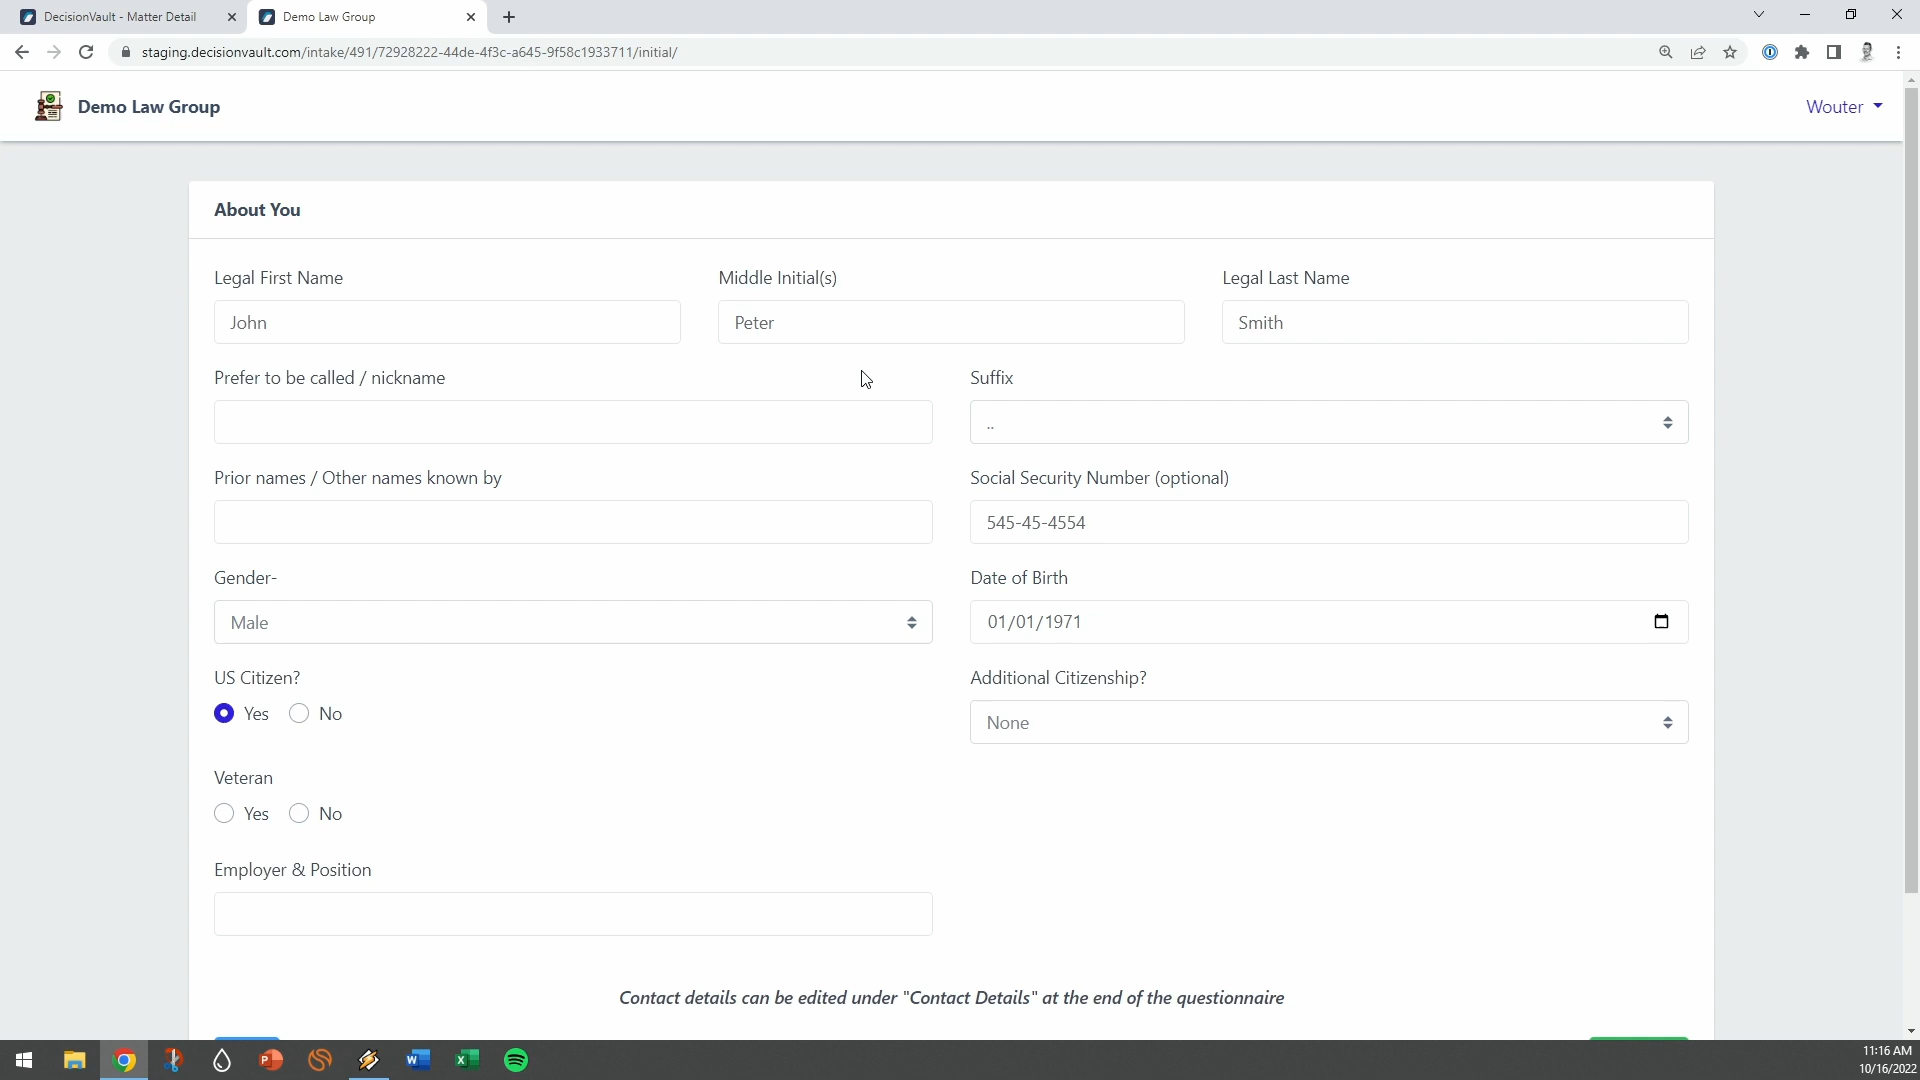 DecisionVault - Matter Detail
Demo Law Group
staging.decisionvault.com/intake/491/72928222-44de-4f3c-a645-9f58c1933711/initial/
Demo Law Group
Wouter
About You
Legal First Name
Middle Initial(s)
Legal Last Name
John
Peter
Smith
Prefer to be called / nickname
Suffix
..
Prior names / Other names known by
Social Security Number (optional)
545-45-4554
Gender-
Date of Birth
Male
01/01/1971
US Citizen?
Additional Citizenship?
Yes No
None
Veteran
Yes No
Employer & Position
Contact details can be edited under "Contact Details" at the end of the questionnaire
11:16 AM
10/16/2022